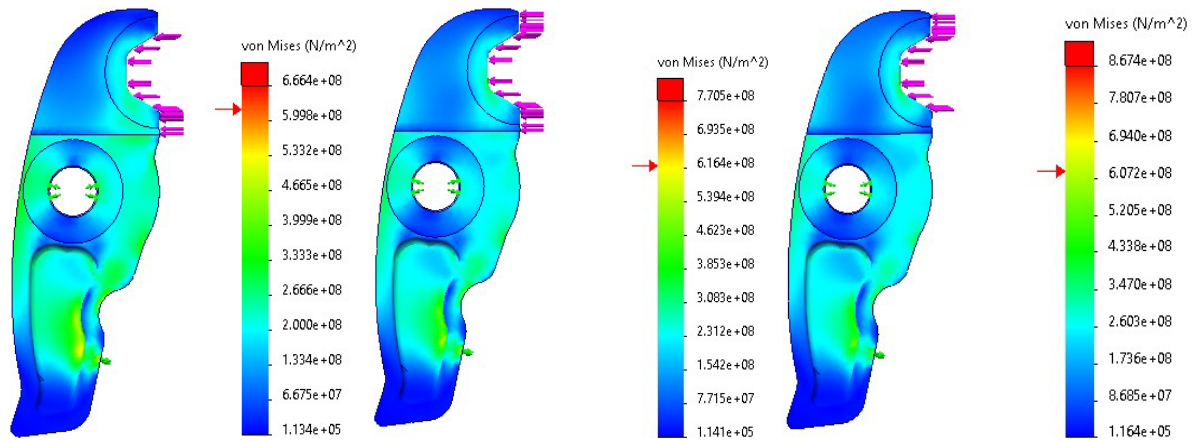 von Mises (N/m^2)
6.664e+08
5.998e+08
5.332e+08
4.665e+08
3.999e+08
3.333e+08
2.666e+08
2.000e+08
1.334e+08
6.675e+07
1.134e+05
von Mises (N/m^2)
7.705e+08
6.935e+08
6.164e+08
5.394e+08
4.623e+08
3.853e+08
3.083e+08
2.312e+08
1.542e+08
7.715e+07
1.141e+05
von Mises (N/m^2)
8.674e+08
7.807e+08
6.940e+08
6.072e+08
5.205e+08
4.338e+08
3.470e+08
2.603e+08
1.736e+08
8.685e+07
1.164e+05